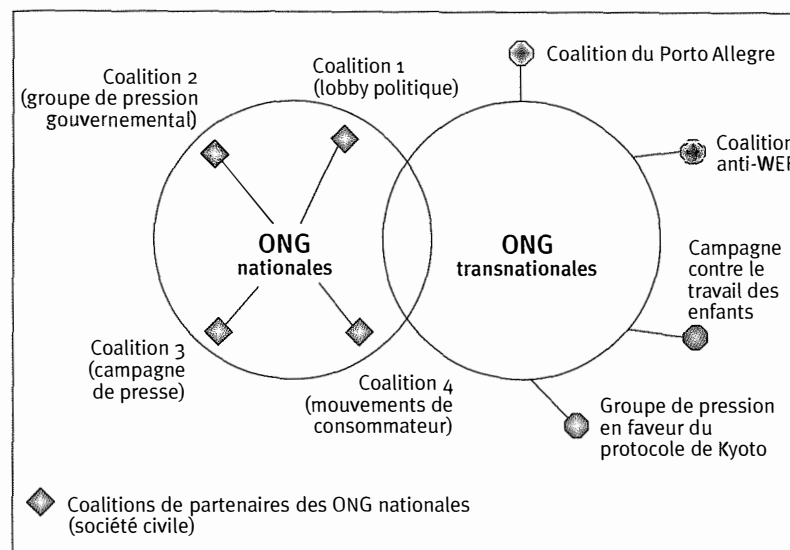 Coalition 2
(groupe de pression
gouvernemental)
Coalition 1
(lobby politique)
Coalition du Porto Allegre
Coalition
anti-WEF
ONG
nationales
ONG
transnationales
Campagne
contre le
travail des
enfants
Coalition 3
(campagne
de presse)
Coalition 4
(mouvements de
consommateur)
Groupe de pression
en faveur du
protocole de Kyoto
Coalitions de partenaires des ONG nationales
(société civile)